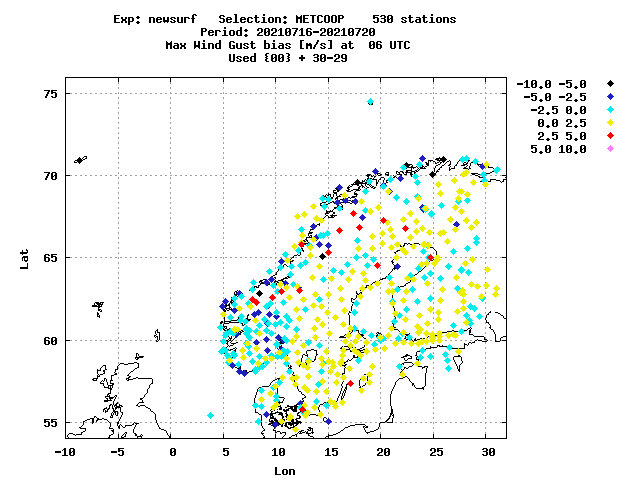 Exp: newsurf Selection: METCOOP 530 stations
Period: 20210716-20210720
Max Wind Gust bias [m/s] at 06 UTC
Used {00} + 30-29
-10.0 -5.0
-5.0 -2.5
-2.5 0.0
0.0 2.5
2.5 5.0
5.0 10.0
75
70
65
60
55
Lat
-10 -5 0 5 10 15 20 25 30
Lon